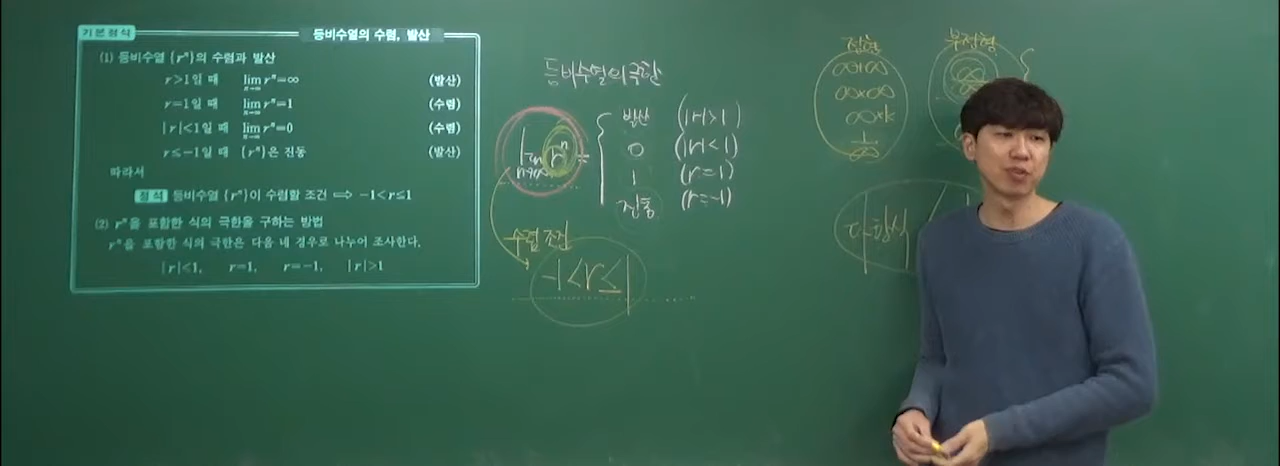 기본정석
등비수열의 수렴, 발산
(1) 등비수열 {rⁿ}의 수렴과 발산
r>1일 때 lim n→∞ rⁿ=∞ (발산)
r=1일 때 lim n→∞ rⁿ=1 (수렴)
|r|<1일 때 lim n→∞ rⁿ=0 (수렴)
r≤-1일 때 {rⁿ}은 진동 (발산)
따라서
정석 등비수열 {rⁿ}이 수렴할 조건 ⟹ -1<r≤1
(2) rⁿ을 포함한 식의 극한을 구하는 방법
rⁿ을 포함한 식의 극한은 다음 네 경우로 나누어 조사한다.
|r|<1, r=1, r=-1, |r|>1
등비수열의 극한
lim n→∞ rⁿ = {
발산 (|r|>1)
0 (|r|<1)
1 (r=1)
진동 (r=-1)
수렴 조건
-1<r≤1
정형
∞+∞
∞×∞
∞×k
1/∞
부정형
∞/∞
{
다항식 <